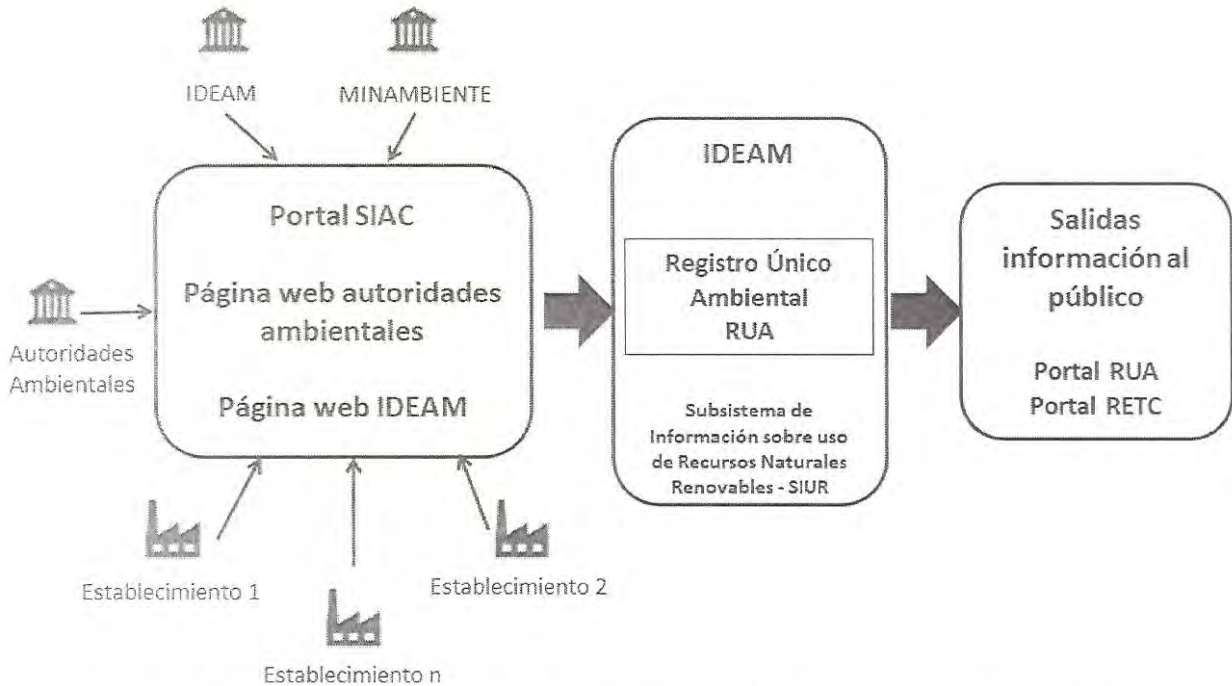 IDEAM
MINAMBIENTE
Portal SIAC
Página web autoridades
ambientales
Página web IDEAM
Autoridades
Ambientales
Establecimiento 1
Establecimiento n
Establecimiento 2
IDEAM
Registro Único
Ambiental
RUA
Subsistema de
Información sobre uso
de Recursos Naturales
Renovables - SIUR
Salidas
información al
público
Portal RUA
Portal RETC